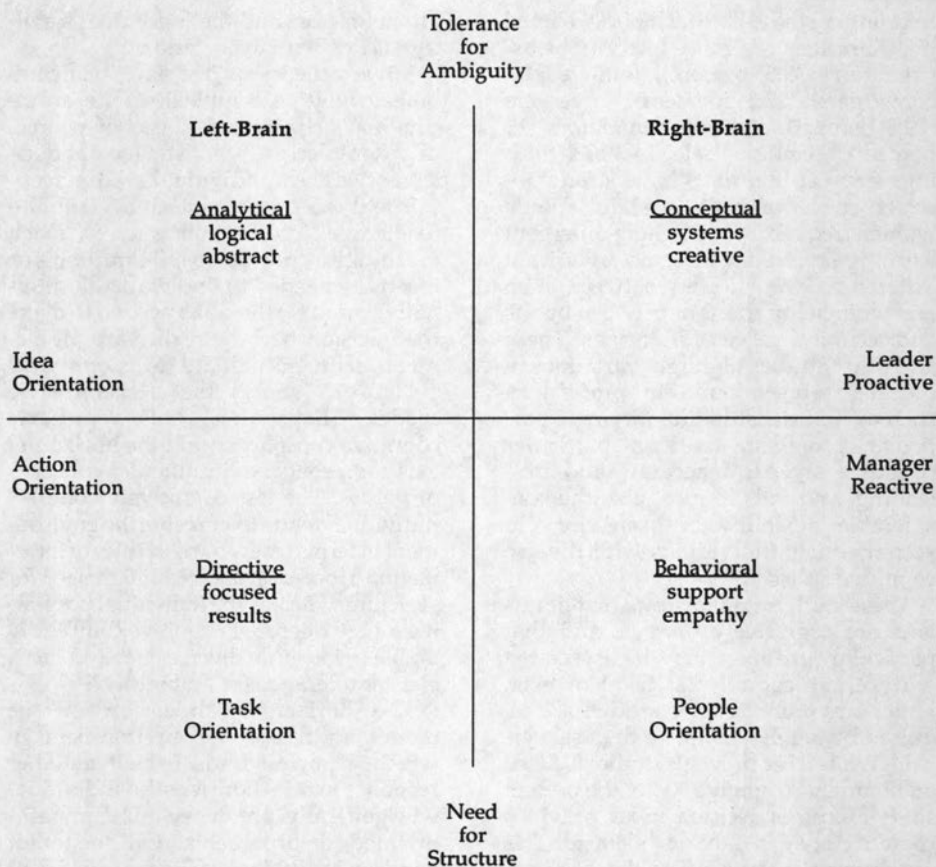 Tolerance
for
Ambiguity
Left-Brain
Right-Brain
Analytical
logical
abstract
Conceptual
systems
creative
Idea
Orientation
Leader
Proactive
Action
Orientation
Manager
Reactive
Directive
focused
results
Behavioral
support
empathy
Task
Orientation
People
Orientation
Need
for
Structure